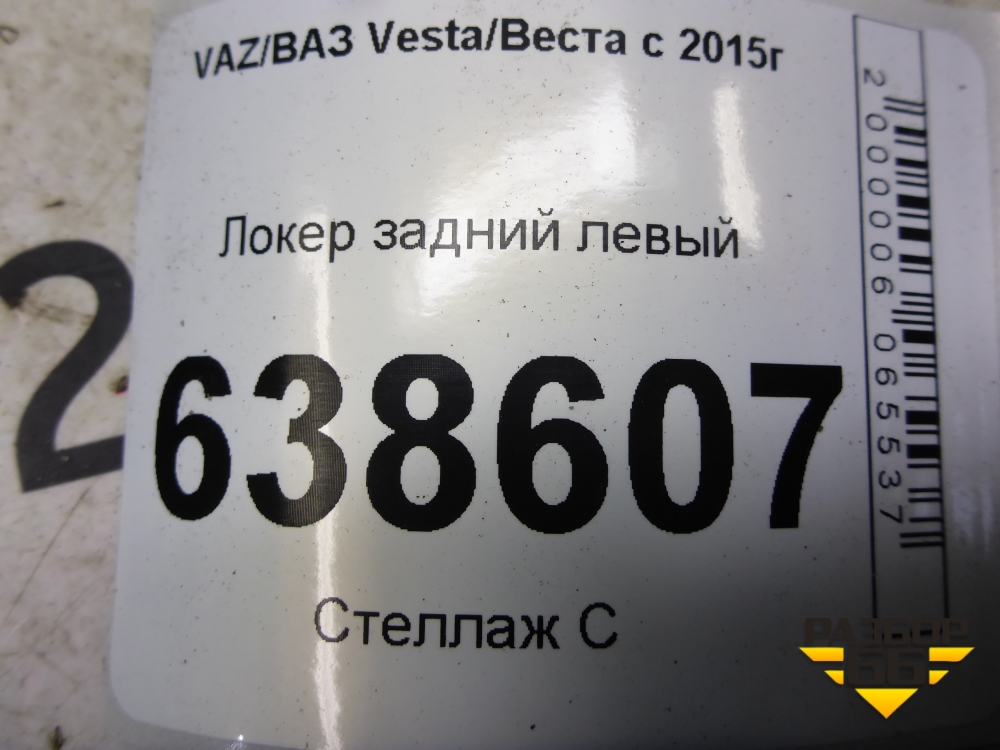 VAZ/ВАЗ Vesta/Веста с 2015г
Локер задний левый
638607
Стеллаж С
2000006065537
2
РАЗБОР
66